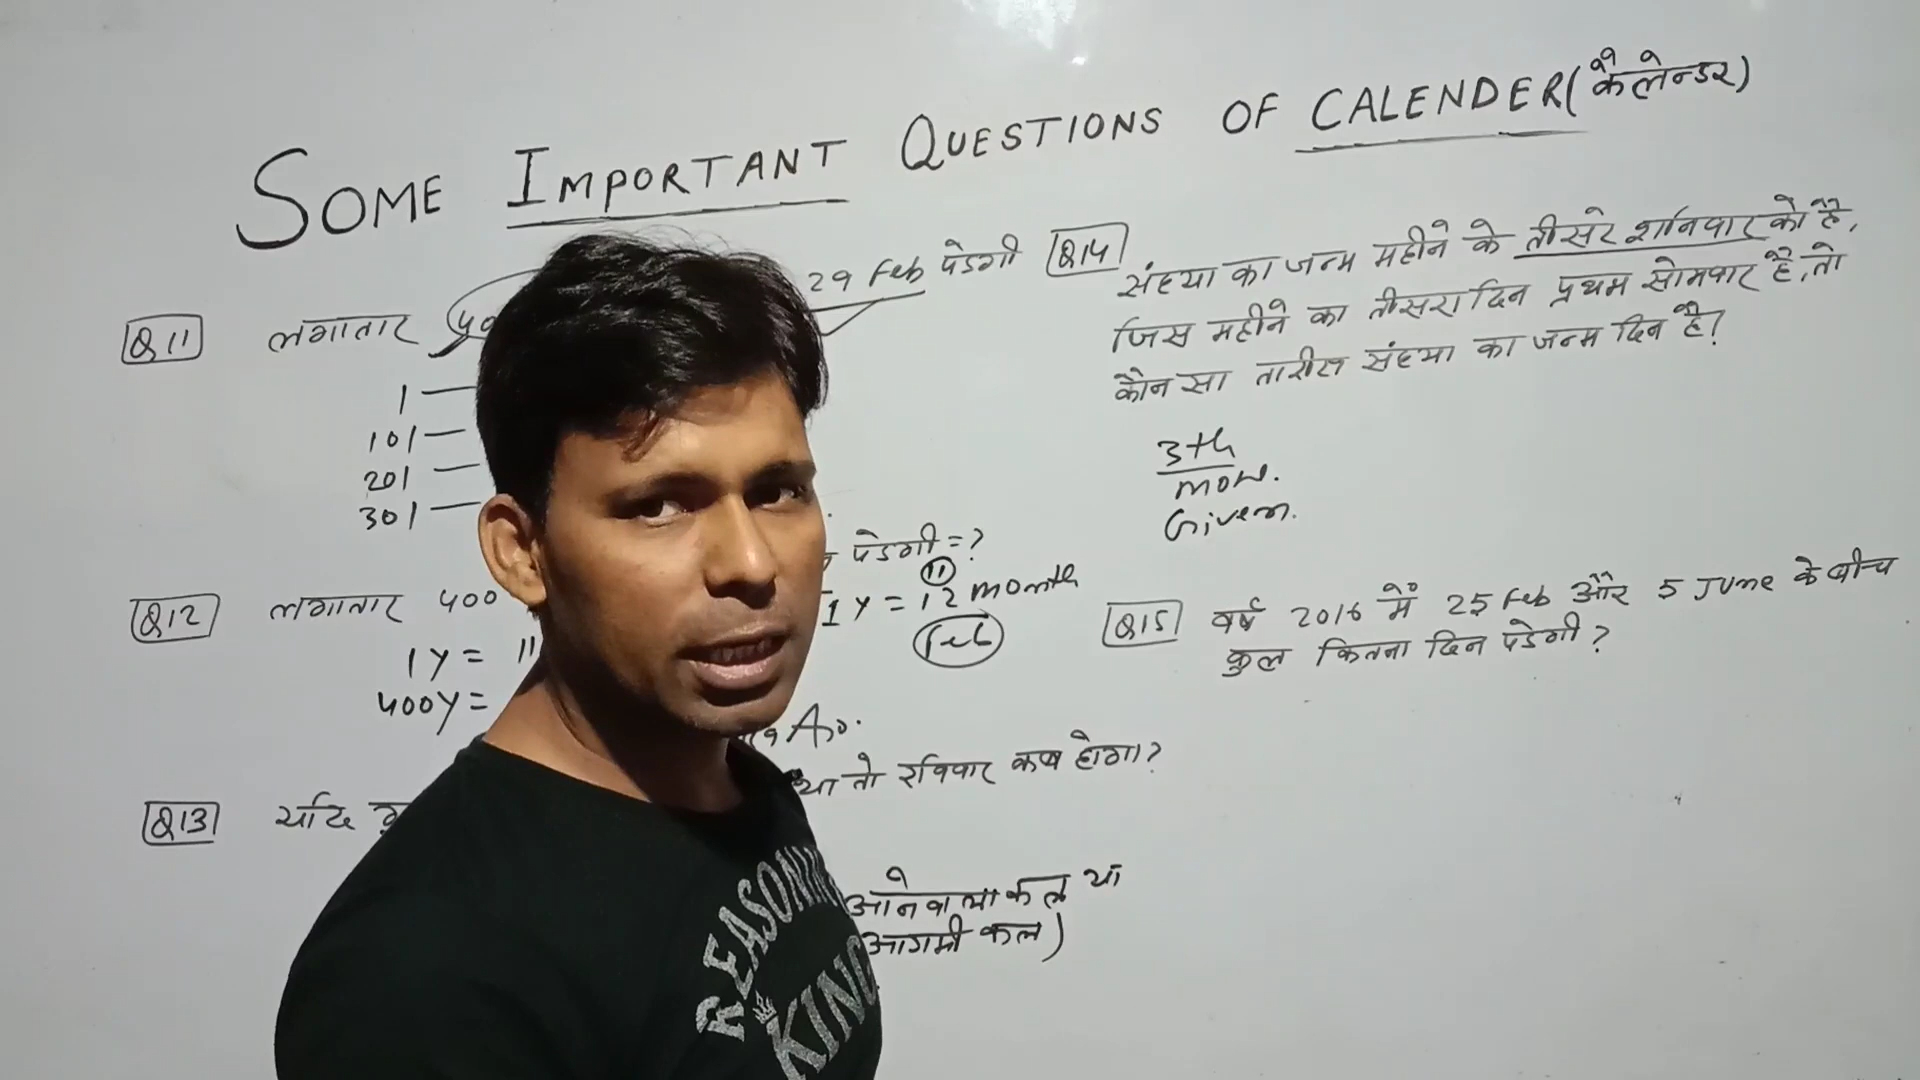 SOME IMPORTANT QUESTIONS OF CALENDER (कैलेन्डर)
Q11 लगातार
29 Feb पड़ेगी
1 —
101 —
201 —
301 —
Q12 लगातार 400
पड़ेगी = ?
1Y = 11
1Y = 12 month
11
Feb
400Y =
Q13 यदि
था तो रविवार कब होगा?
आने वाला कल या
आगामी कल)
Q14 संध्या का जन्म महीने के तीसरे शनिवार को है,
जिस महीने का तीसरा दिन प्रथम सोमवार है, तो
कौन सा तारीख संध्या का जन्म दिन है?
3th
mon.
Given.
Q15 वर्ष 2016 में 25 Feb और 5 June के बीच
कुल कितना दिन पड़ेगी?
REASONING
KING